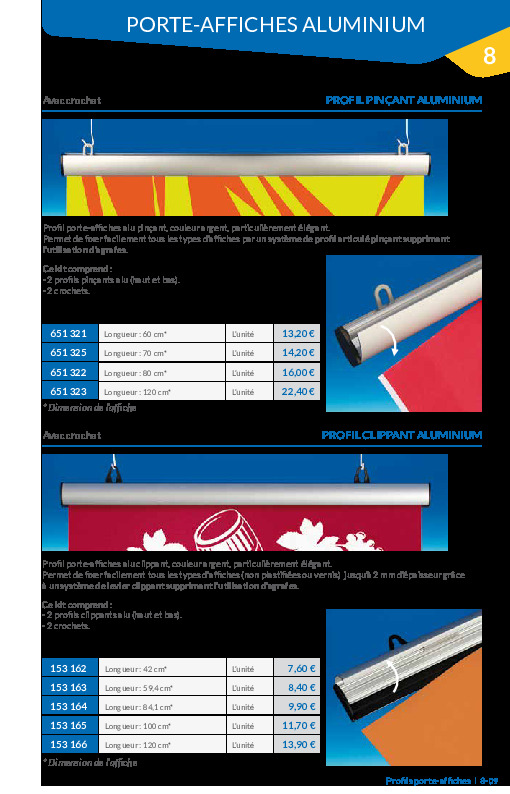 PORTE-AFFICHES ALUMINIUM
8
Avec crochet
PROFIL PINÇANT ALUMINIUM
Profil porte-affiches alu pinçant, couleur argent, particulièrement élégant.
Permet de fixer facilement tous les types d'affiches par un système de profil articulé pinçant supprimant
l'utilisation d'agrafes.
Ce kit comprend :
- 2 profils pinçants alu (haut et bas).
- 2 crochets.
651 321 Longueur : 60 cm* L'unité 13,20 €
651 325 Longueur : 70 cm* L'unité 14,20 €
651 322 Longueur : 80 cm* L'unité 16,00 €
651 323 Longueur : 120 cm* L'unité 22,40 €
* Dimension de l'affiche
Avec crochet
PROFIL CLIPPANT ALUMINIUM
Profil porte-affiches alu clippant, couleur argent, particulièrement élégant.
Permet de fixer facilement tous les types d'affiches (non plastifiées ou vernis) jusqu'à 2 mm d'épaisseur grâce
à un système de levier clippant supprimant l'utilisation d'agrafes.
Ce kit comprend :
- 2 profils clippants alu (haut et bas).
- 2 crochets.
153 162 Longueur : 42 cm* L'unité 7,60 €
153 163 Longueur : 59,4 cm* L'unité 8,40 €
153 164 Longueur : 84,1 cm* L'unité 9,90 €
153 165 Longueur : 100 cm* L'unité 11,70 €
153 166 Longueur : 120 cm* L'unité 13,90 €
* Dimension de l'affiche
Profils porte-affiches | 8-09